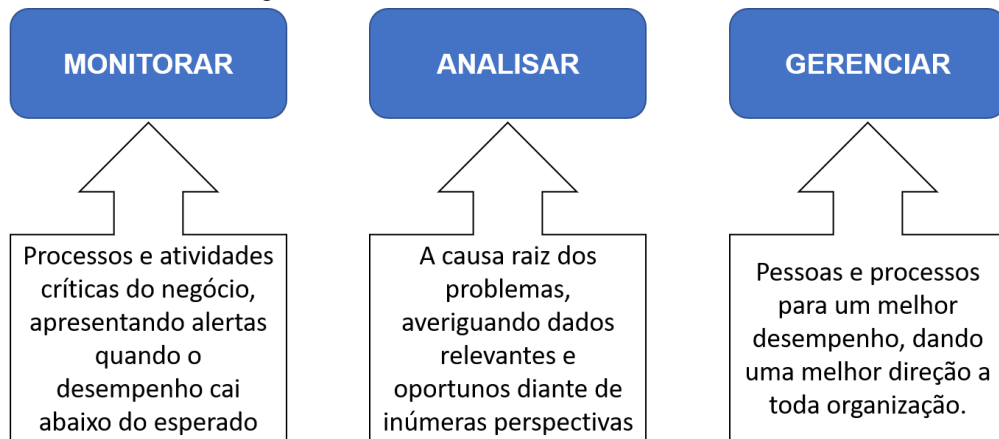 MONITORAR
Processos e atividades
críticas do negócio,
apresentando alertas
quando o
desempenho cai
abaixo do esperado
ANALISAR
A causa raiz dos
problemas,
averiguando dados
relevantes e
oportunos diante de
inúmeras perspectivas
GERENCIAR
Pessoas e processos
para um melhor
desempenho, dando
uma melhor direção a
toda organização.